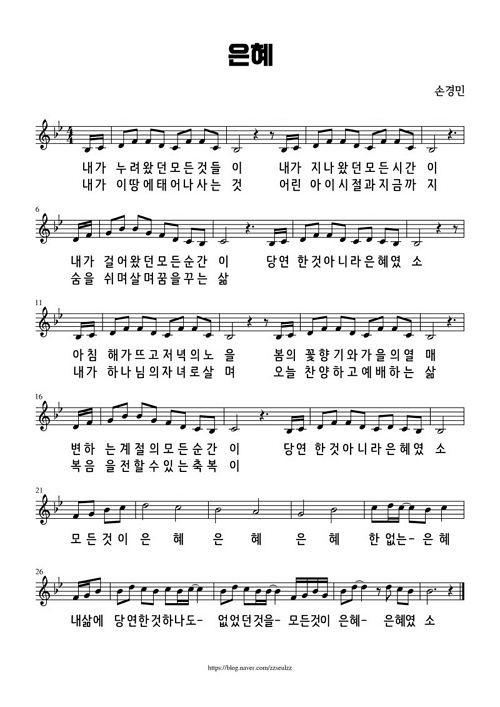 은혜
손경민
4
4
내가 누려왔던모든것들 이 내가 지나왔던모든시간 이
내가 이땅에태어나사는 것 어린 아이시절과지금까 지
6
내가 걸어왔던모든순간 이 당연 한것아니라은혜였 소
숨을 쉬며살며꿈을꾸는 삶
11
아침 해가뜨고저녁의노 을 봄의 꽃향기와가을의열 매
내가 하나님의자녀로살 며 오늘 찬양하고예배하는 삶
16
변하 는계절의모든순간 이 당연 한것아니라은혜였 소
복음 을전할수있는축복 이
21
모든것이 은 혜 은 혜 은 혜 한 없는- 은 혜
26
내삶에 당연한것하나도- 없었던것을- 모든것이 은혜- 은혜였 소
https://blog.naver.com/zzseulzz